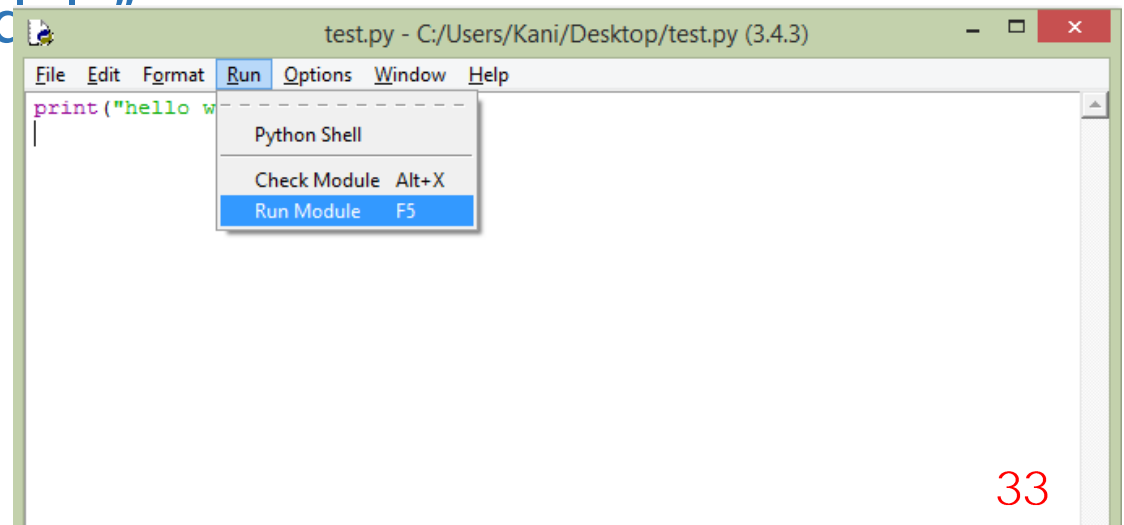 test.py - C:/Users/Kani/Desktop/test.py (3.4.3)
File Edit Format Run Options Window Help
print("hello w
Python Shell
Check Module Alt+X
Run Module F5
33